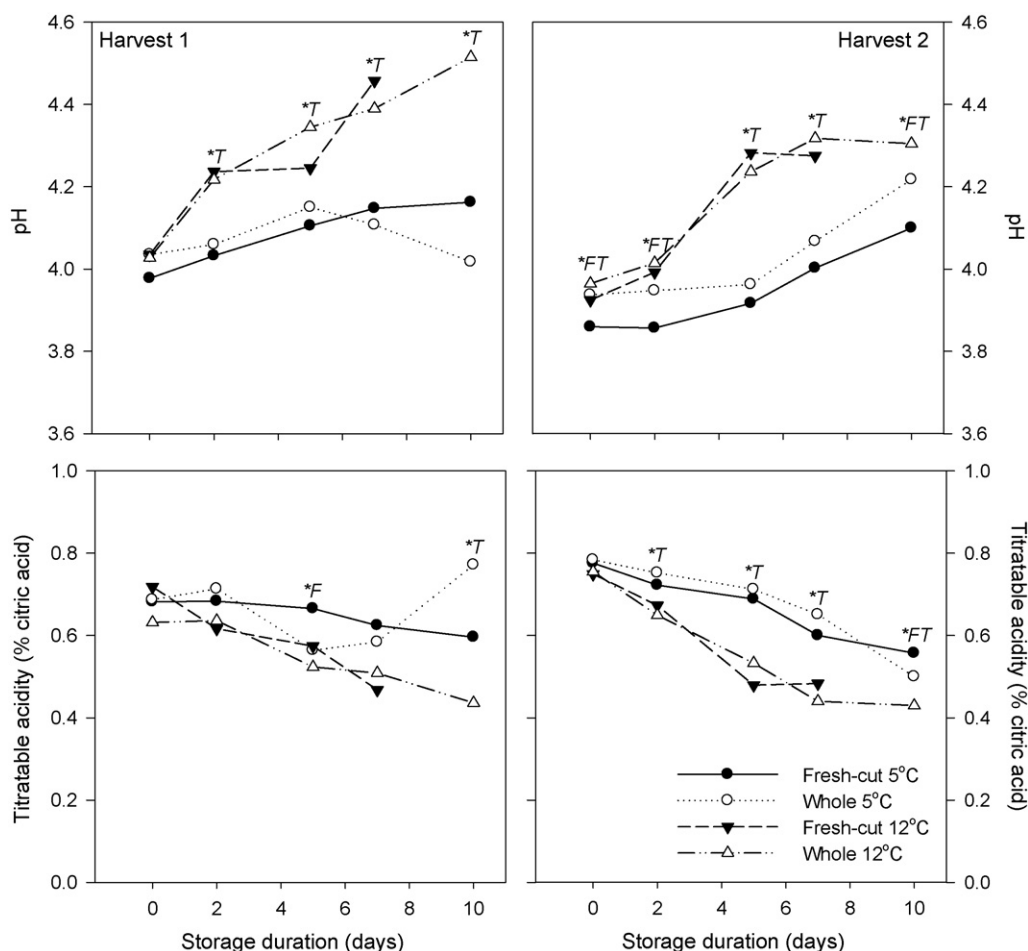 Harvest 1
pH
4.6
4.4
4.2
4.0
3.8
3.6
*T
*T
*T
*T
Harvest 2
pH
4.6
4.4
4.2
4.0
3.8
3.6
*FT
*FT
*T
*T
*FT
Titratable acidity (% citric acid)
1.0
0.8
0.6
0.4
0.2
0.0
*F
*T
0 2 4 6 8 10
Storage duration (days)
Titratable acidity (% citric acid)
1.0
0.8
0.6
0.4
0.2
0.0
*T
*T
*T
*FT
Fresh-cut 5°C
Whole 5°C
Fresh-cut 12°C
Whole 12°C
0 2 4 6 8 10
Storage duration (days)